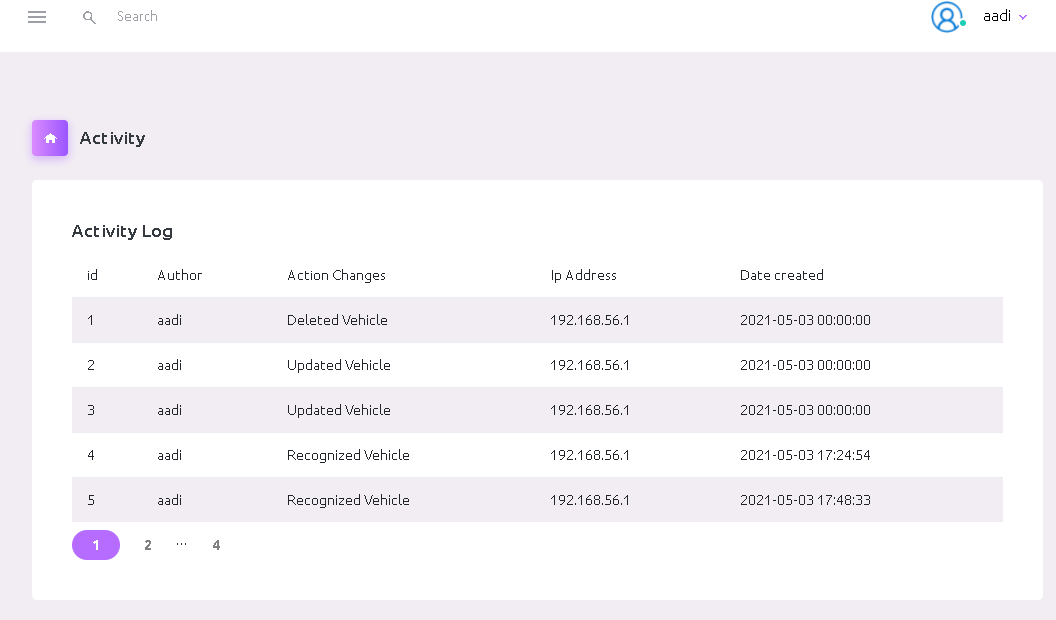 Search
aadi
Activity
Activity Log
id Author Action Changes Ip Address Date created
1 aadi Deleted Vehicle 192.168.56.1 2021-05-03 00:00:00
2 aadi Updated Vehicle 192.168.56.1 2021-05-03 00:00:00
3 aadi Updated Vehicle 192.168.56.1 2021-05-03 00:00:00
4 aadi Recognized Vehicle 192.168.56.1 2021-05-03 17:24:54
5 aadi Recognized Vehicle 192.168.56.1 2021-05-03 17:48:33
1 2 ... 4